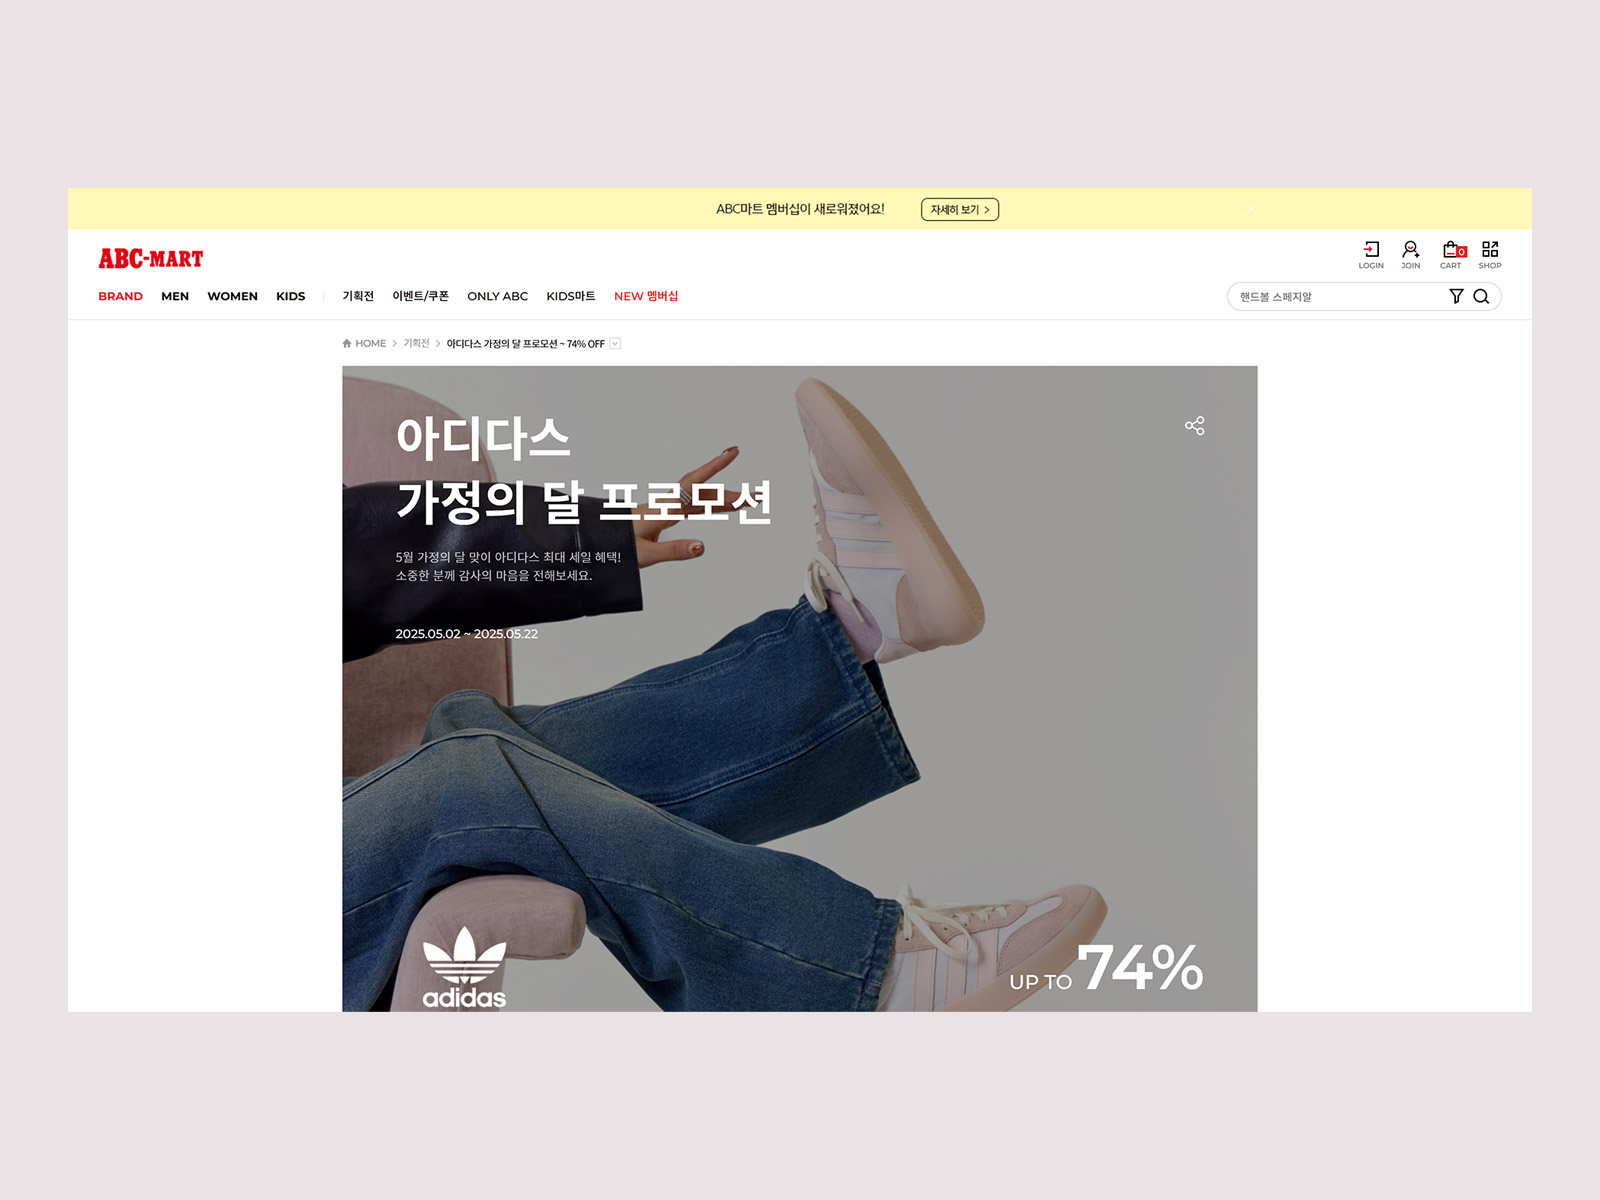 ABC마트 멤버십이 새로워졌어요! 자세히 보기 >
ABC-MART
LOGIN JOIN CART 0 SHOP
BRAND MEN WOMEN KIDS 기획전 이벤트/쿠폰 ONLY ABC KIDS마트 NEW 멤버십
핸드볼 스페지알
HOME > 기획전 > 아디다스 가정의 달 프로모션 ~ 74% OFF
아디다스
가정의 달 프로모션
5월 가정의 달 맞이 아디다스 최대 세일 혜택!
소중한 분께 감사의 마음을 전해보세요.
2025.05.02 ~ 2025.05.22
adidas
UP TO 74%